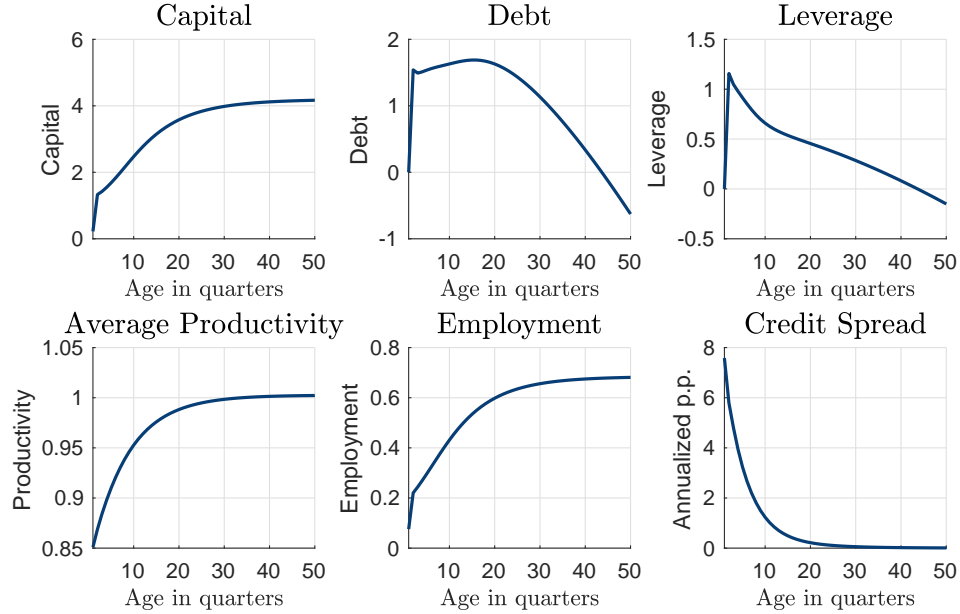 Capital
Debt
Leverage
6
4
2
0
Capital
10 20 30 40 50
Age in quarters
2
1
0
-1
Debt
10 20 30 40 50
Age in quarters
1.5
1
0.5
0
-0.5
Leverage
10 20 30 40 50
Age in quarters
Average Productivity
Employment
Credit Spread
1.05
1
0.95
0.9
0.85
Productivity
10 20 30 40 50
Age in quarters
0.8
0.6
0.4
0.2
0
Employment
10 20 30 40 50
Age in quarters
8
6
4
2
0
Annualized p.p.
10 20 30 40 50
Age in quarters